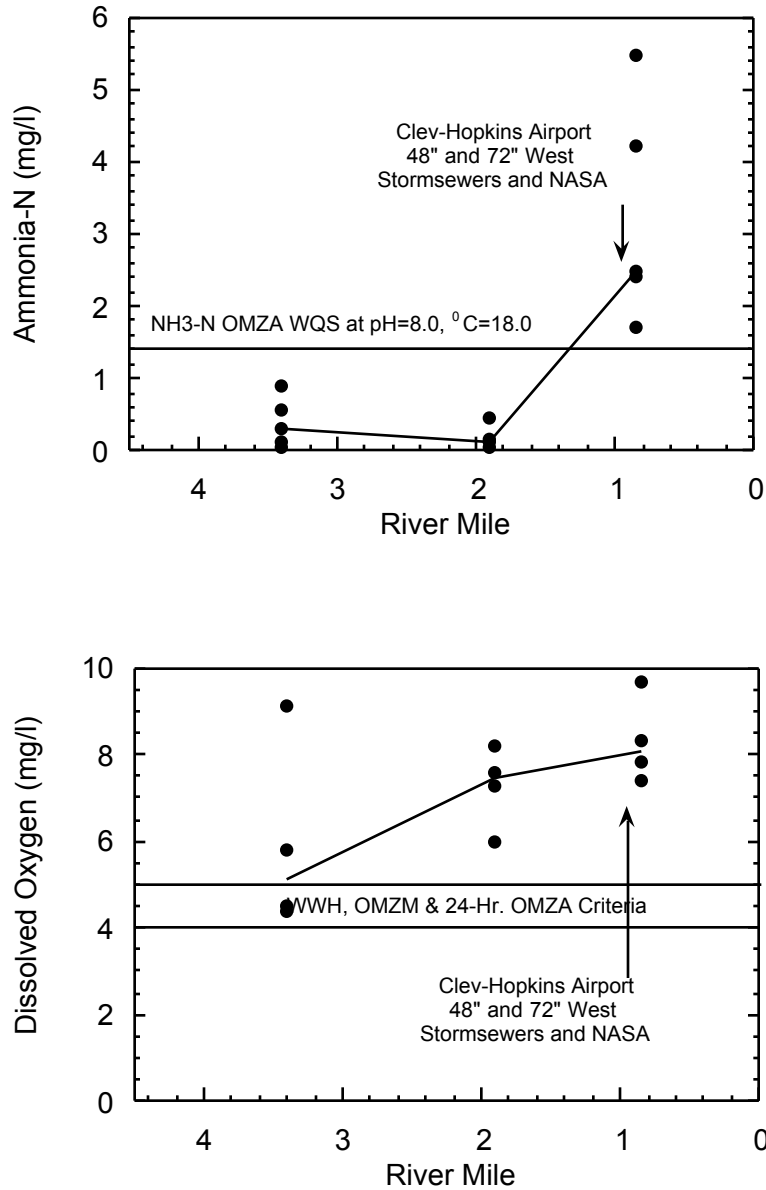 6
5
4
3
2
1
0
Ammonia-N (mg/l)
Clev-Hopkins Airport
48" and 72" West
Stormsewers and NASA
NH3-N OMZA WQS at pH=8.0, ⁰C=18.0
4 3 2 1 0
River Mile
10
8
6
4
2
0
Dissolved Oxygen (mg/l)
WWH, OMZM & 24-Hr. OMZA Criteria
Clev-Hopkins Airport
48" and 72" West
Stormsewers and NASA
4 3 2 1 0
River Mile